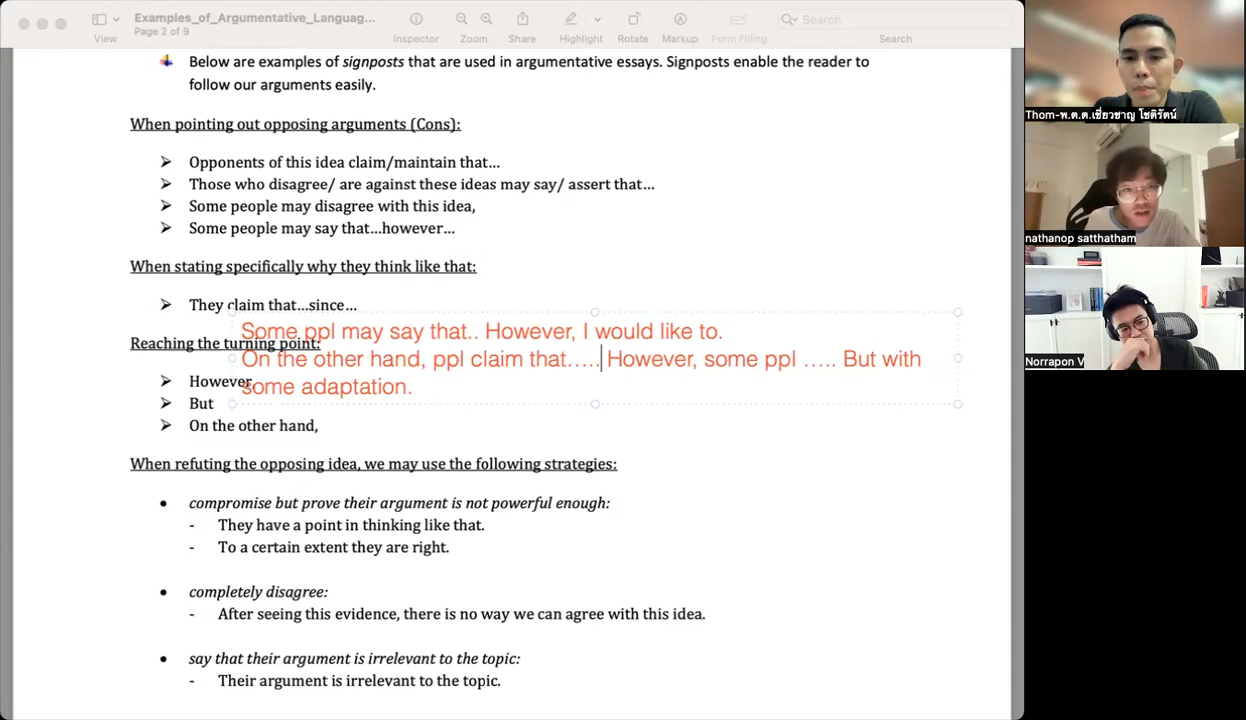 Examples_of_Argumentative_Languag...
Page 2 of 9
View
Inspector
Zoom
Share
Highlight
Rotate
Markup
Form Filling
Search
Search
Below are examples of signposts that are used in argumentative essays. Signposts enable the reader to
follow our arguments easily.
When pointing out opposing arguments (Cons):
➢ Opponents of this idea claim/maintain that…
➢ Those who disagree/ are against these ideas may say/ assert that…
➢ Some people may disagree with this idea,
➢ Some people may say that…however…
When stating specifically why they think like that:
➢ They claim that…since…
Some ppl may say that.. However, I would like to.
Reaching the turning point:
On the other hand, ppl claim that….. However, some ppl ….. But with
some adaptation.
➢ However,
➢ But
➢ On the other hand,
When refuting the opposing idea, we may use the following strategies:
• compromise but prove their argument is not powerful enough:
- They have a point in thinking like that.
- To a certain extent they are right.
• completely disagree:
- After seeing this evidence, there is no way we can agree with this idea.
• say that their argument is irrelevant to the topic:
- Their argument is irrelevant to the topic.
Thom-พ.ต.ต.เชี่ยวชาญ โชติรัตน์
nathanop satthatham
Norrapon V